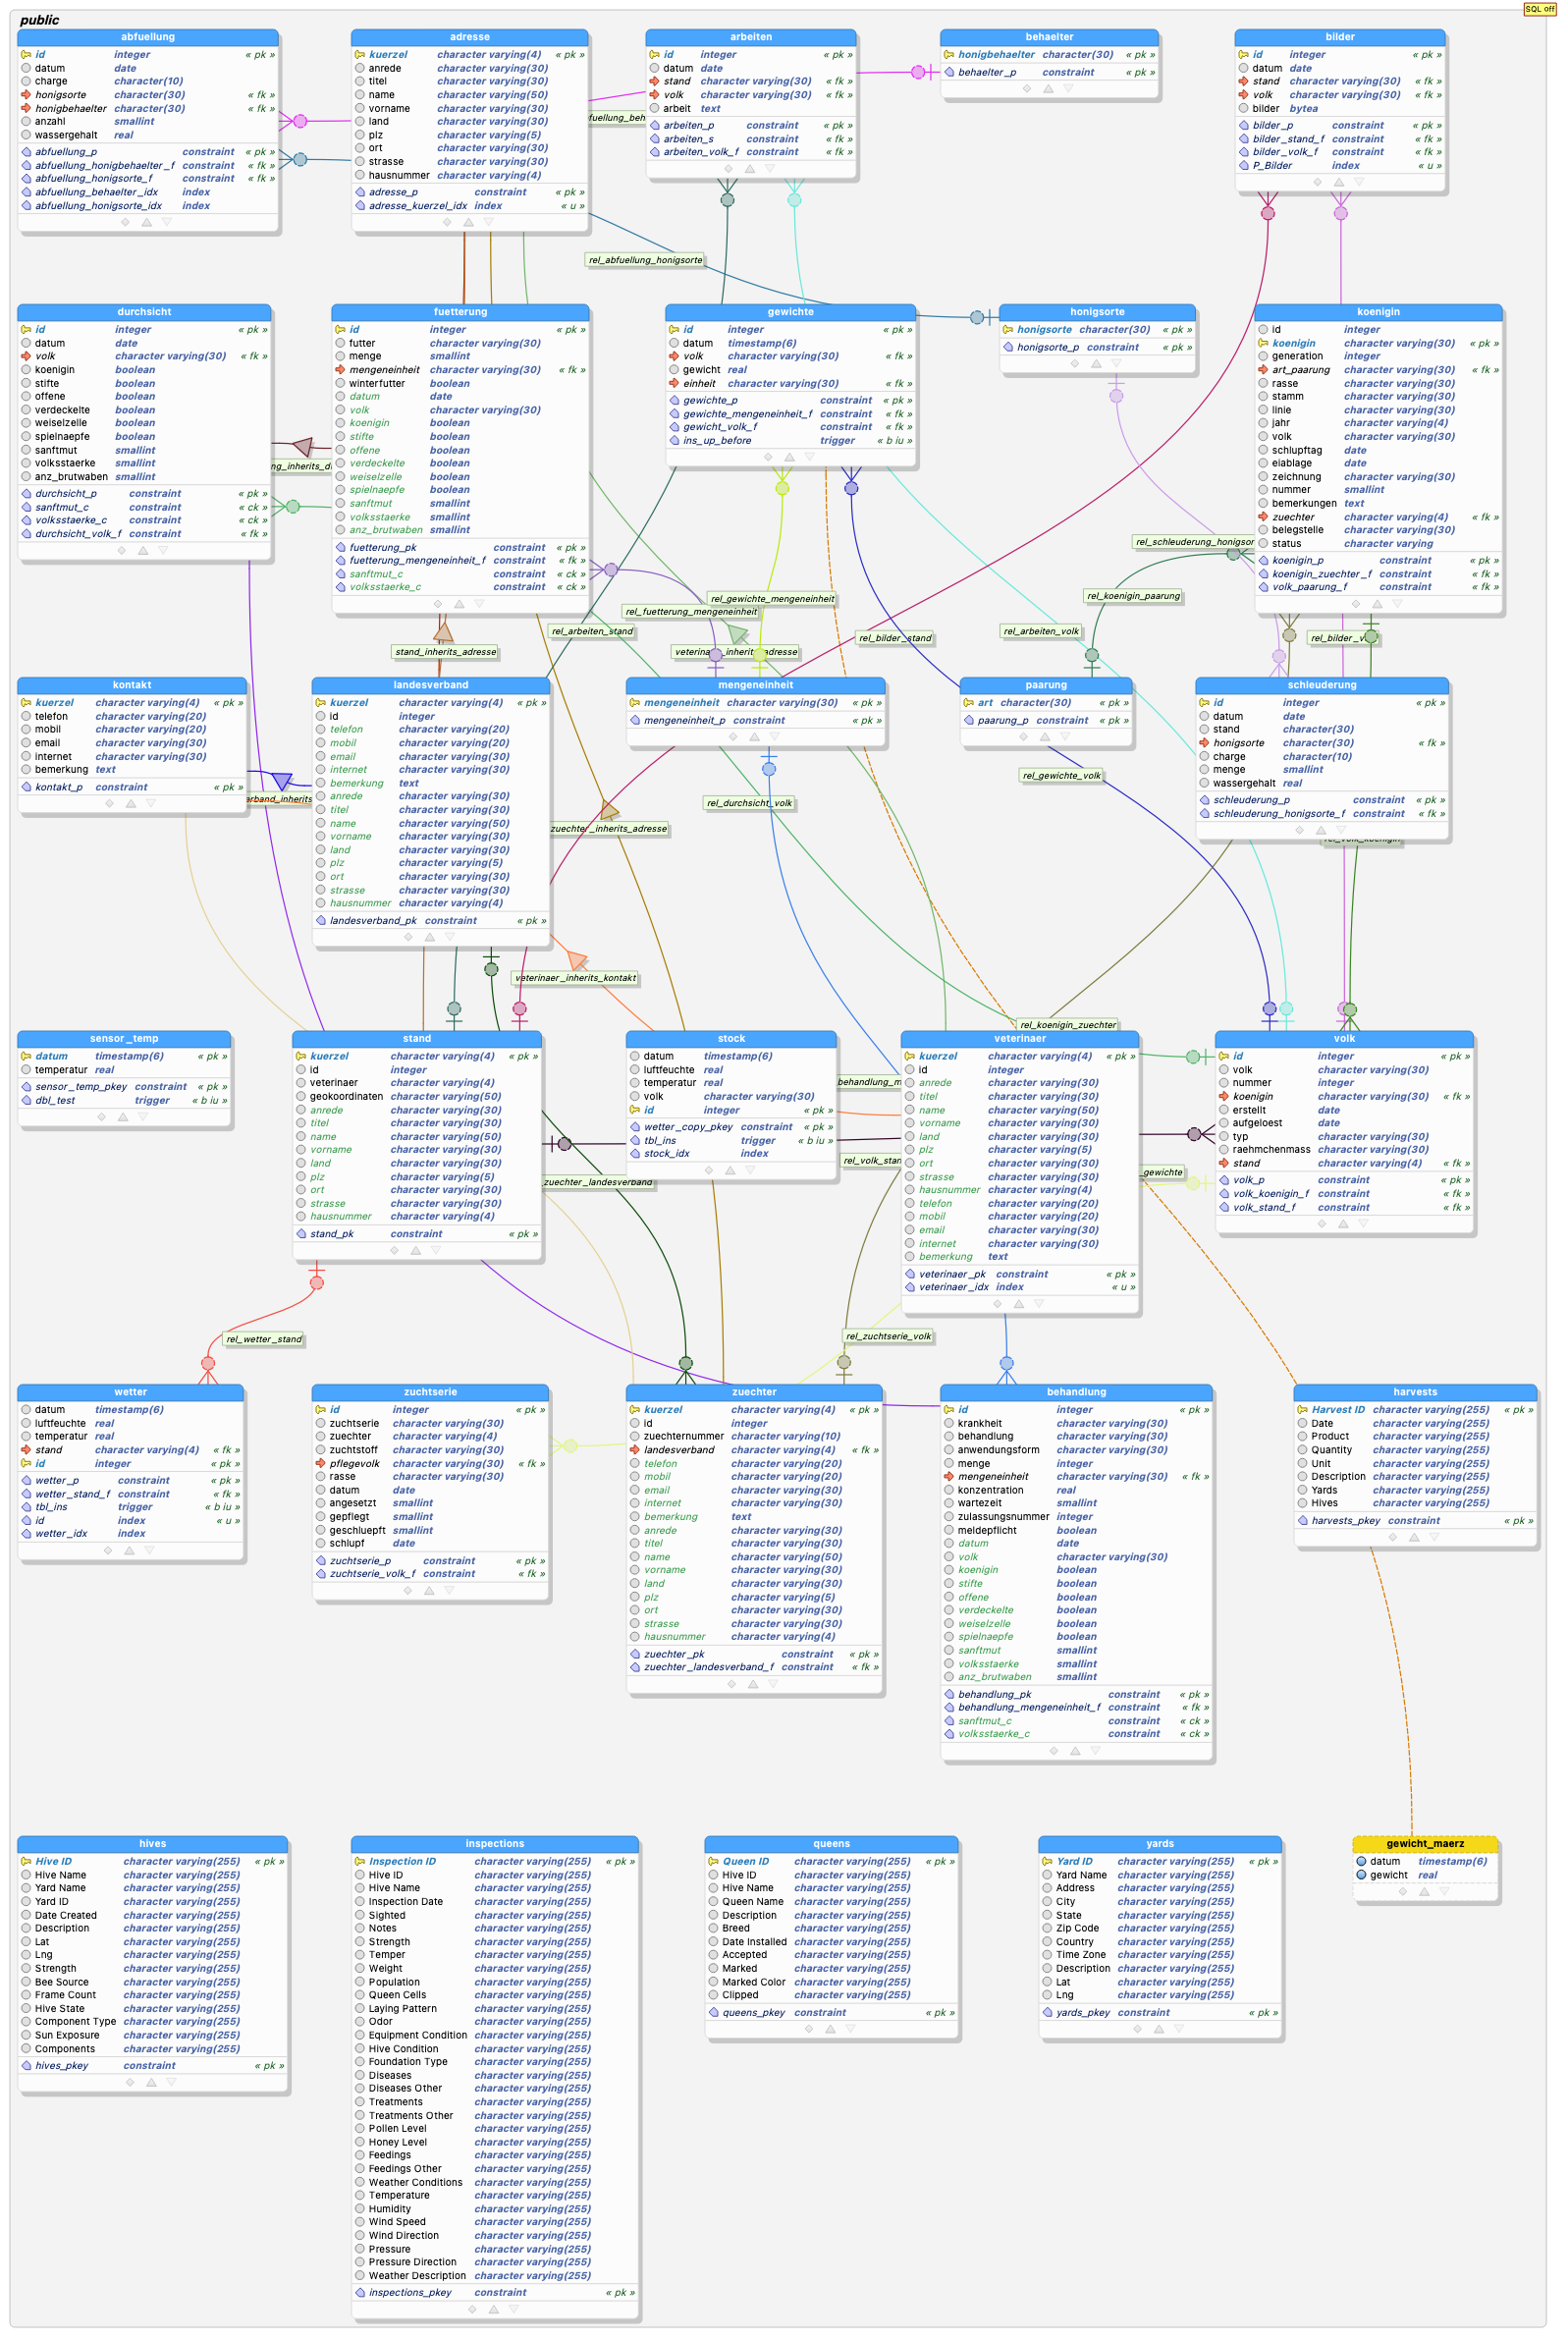 public
SQL off
abfuellung
id integer « pk »
datum date
charge character(10)
honigsorte character(30) « fk »
honigbehaelter character(30) « fk »
anzahl smallint
wassergehalt real
abfuellung_p constraint « pk »
abfuellung_honigbehaelter_f constraint « fk »
abfuellung_honigsorte_f constraint « fk »
abfuellung_behaelter_idx index
abfuellung_honigsorte_idx index
adresse
kuerzel character varying(4) « pk »
anrede character varying(30)
titel character varying(30)
name character varying(50)
vorname character varying(30)
land character varying(30)
plz character varying(5)
ort character varying(30)
strasse character varying(30)
hausnummer character varying(4)
adresse_p constraint « pk »
adresse_kuerzel_idx index « u »
arbeiten
id integer « pk »
datum date
stand character varying(30) « fk »
volk character varying(30) « fk »
arbeit text
arbeiten_p constraint « pk »
arbeiten_s constraint « fk »
arbeiten_volk_f constraint « fk »
behaelter
honigbehaelter character(30) « pk »
behaelter_p constraint « pk »
bilder
id integer « pk »
datum date
stand character varying(30) « fk »
volk character varying(30) « fk »
bilder bytea
bilder_p constraint « pk »
bilder_stand_f constraint « fk »
bilder_volk_f constraint « fk »
P_Bilder index « u »
rel_abfuellung_honigsorte
durchsicht
id integer « pk »
datum date
volk character varying(30) « fk »
koenigin boolean
stifte boolean
offene boolean
verdeckelte boolean
weiselzelle boolean
spielnaepfe boolean
sanftmut smallint
volksstaerke smallint
anz_brutwaben smallint
durchsicht_p constraint « pk »
sanftmut_c constraint « ck »
volksstaerke_c constraint « ck »
durchsicht_volk_f constraint « fk »
fuetterung
id integer « pk »
futter character varying(30)
menge smallint
mengeneinheit character varying(30) « fk »
winterfutter boolean
datum date
volk character varying(30)
koenigin boolean
stifte boolean
offene boolean
verdeckelte boolean
weiselzelle boolean
spielnaepfe boolean
sanftmut smallint
volksstaerke smallint
anz_brutwaben smallint
fuetterung_pk constraint « pk »
fuetterung_mengeneinheit_f constraint « fk »
sanftmut_c constraint « ck »
volksstaerke_c constraint « ck »
gewichte
id integer « pk »
datum timestamp(6)
volk character varying(30) « fk »
gewicht real
einheit character varying(30) « fk »
gewichte_p constraint « pk »
gewichte_mengeneinheit_f constraint « fk »
gewicht_volk_f constraint « fk »
ins_up_before trigger « b iu »
honigsorte
honigsorte character(30) « pk »
honigsorte_p constraint « pk »
koenigin
id integer
koenigin character varying(30) « pk »
generation integer
art_paarung character varying(30) « fk »
rasse character varying(30)
stamm character varying(30)
linie character varying(30)
jahr character varying(4)
volk character varying(30)
schlupftag date
eiablage date
zeichnung character varying(30)
nummer smallint
bemerkungen text
zuechter character varying(4) « fk »
belegstelle character varying(30)
status character varying
koenigin_p constraint « pk »
koenigin_zuechter_f constraint « fk »
volk_paarung_f constraint « fk »
rel_schleuderung_honigsor
rel_koenigin_paarung
rel_gewichte_mengeneinheit
rel_fuetterung_mengeneinheit
rel_arbeiten_stand
rel_bilder_stand
rel_arbeiten_volk
stand_inherits_adresse
kontakt
kuerzel character varying(4) « pk »
telefon character varying(20)
mobil character varying(20)
email character varying(30)
internet character varying(30)
bemerkung text
kontakt_p constraint « pk »
landesverband
kuerzel character varying(4) « pk »
id integer
telefon character varying(20)
mobil character varying(20)
email character varying(30)
internet character varying(30)
bemerkung text
anrede character varying(30)
titel character varying(30)
name character varying(50)
vorname character varying(30)
land character varying(30)
plz character varying(5)
ort character varying(30)
strasse character varying(30)
hausnummer character varying(4)
landesverband_pk constraint « pk »
mengeneinheit
mengeneinheit character varying(30) « pk »
mengeneinheit_p constraint « pk »
paarung
art character(30) « pk »
paarung_p constraint « pk »
schleuderung
id integer « pk »
datum date
stand character(30)
honigsorte character(30) « fk »
charge character(10)
menge smallint
wassergehalt real
schleuderung_p constraint « pk »
schleuderung_honigsorte_f constraint « fk »
rel_gewichte_volk
rel_durchsicht_volk
zuechter_inherits_adresse
veterinaer_inherits_kontakt
rel_koenigin_zuechter
sensor_temp
datum timestamp(6) « pk »
temperatur real
sensor_temp_pkey constraint « pk »
dbl_test trigger « b iu »
stand
kuerzel character varying(4) « pk »
id integer
veterinaer character varying(4)
geokoordinaten character varying(50)
anrede character varying(30)
titel character varying(30)
name character varying(50)
vorname character varying(30)
land character varying(30)
plz character varying(5)
ort character varying(30)
strasse character varying(30)
hausnummer character varying(4)
stand_pk constraint « pk »
stock
datum timestamp(6)
luftfeuchte real
temperatur real
volk character varying(30)
id integer « pk »
wetter_copy_pkey constraint « pk »
tbl_ins trigger « b iu »
stock_idx index
veterinaer
kuerzel character varying(4) « pk »
id integer
anrede character varying(30)
titel character varying(30)
name character varying(50)
vorname character varying(30)
land character varying(30)
plz character varying(5)
ort character varying(30)
strasse character varying(30)
hausnummer character varying(4)
telefon character varying(20)
mobil character varying(20)
email character varying(30)
internet character varying(30)
bemerkung text
veterinaer_pk constraint « pk »
veterinaer_idx index « u »
volk
id integer « pk »
volk character varying(30)
nummer integer
koenigin character varying(30) « fk »
erstellt date
aufgeloest date
typ character varying(30)
raehmchenmass character varying(30)
stand character varying(4) « fk »
volk_p constraint « pk »
volk_koenigin_f constraint « fk »
volk_stand_f constraint « fk »
_zuechter_landesverband
rel_volk_stan
_gewichte
rel_wetter_stand
rel_zuchtserie_volk
wetter
datum timestamp(6)
luftfeuchte real
temperatur real
stand character varying(4) « fk »
id integer « pk »
wetter_p constraint « pk »
wetter_stand_f constraint « fk »
tbl_ins trigger « b iu »
id index « u »
wetter_idx index
zuchtserie
id integer « pk »
zuchtserie character varying(30)
zuechter character varying(4)
zuchtstoff character varying(30)
pflegevolk character varying(30) « fk »
rasse character varying(30)
datum date
angesetzt smallint
gepflegt smallint
geschluepft smallint
schlupf date
zuchtserie_p constraint « pk »
zuchtserie_volk_f constraint « fk »
zuechter
kuerzel character varying(4) « pk »
id integer
zuechternummer character varying(10)
landesverband character varying(4) « fk »
telefon character varying(20)
mobil character varying(20)
email character varying(30)
internet character varying(30)
bemerkung text
anrede character varying(30)
titel character varying(30)
name character varying(50)
vorname character varying(30)
land character varying(30)
plz character varying(5)
ort character varying(30)
strasse character varying(30)
hausnummer character varying(4)
zuechter_pk constraint « pk »
zuechter_landesverband_f constraint « fk »
behandlung
id integer « pk »
krankheit character varying(30)
behandlung character varying(30)
anwendungsform character varying(30)
menge integer
mengeneinheit character varying(30) « fk »
konzentration real
wartezeit smallint
zulassungsnummer integer
meldepflicht boolean
datum date
volk character varying(30)
koenigin boolean
stifte boolean
offene boolean
verdeckelte boolean
weiselzelle boolean
spielnaepfe boolean
sanftmut smallint
volksstaerke smallint
anz_brutwaben smallint
behandlung_pk constraint « pk »
behandlung_mengeneinheit_f constraint « fk »
sanftmut_c constraint « ck »
volksstaerke_c constraint « ck »
harvests
Harvest ID character varying(255) « pk »
Date character varying(255)
Product character varying(255)
Quantity character varying(255)
Unit character varying(255)
Description character varying(255)
Yards character varying(255)
Hives character varying(255)
harvests_pkey constraint « pk »
hives
Hive ID character varying(255) « pk »
Hive Name character varying(255)
Yard Name character varying(255)
Yard ID character varying(255)
Date Created character varying(255)
Description character varying(255)
Lat character varying(255)
Lng character varying(255)
Strength character varying(255)
Bee Source character varying(255)
Frame Count character varying(255)
Hive State character varying(255)
Component Type character varying(255)
Sun Exposure character varying(255)
Components character varying(255)
hives_pkey constraint « pk »
inspections
Inspection ID character varying(255) « pk »
Hive ID character varying(255)
Hive Name character varying(255)
Inspection Date character varying(255)
Sighted character varying(255)
Notes character varying(255)
Strength character varying(255)
Temper character varying(255)
Weight character varying(255)
Population character varying(255)
Queen Cells character varying(255)
Laying Pattern character varying(255)
Odor character varying(255)
Equipment Condition character varying(255)
Hive Condition character varying(255)
Foundation Type character varying(255)
Diseases character varying(255)
Diseases Other character varying(255)
Treatments character varying(255)
Treatments Other character varying(255)
Pollen Level character varying(255)
Honey Level character varying(255)
Feedings character varying(255)
Feedings Other character varying(255)
Weather Conditions character varying(255)
Temperature character varying(255)
Humidity character varying(255)
Wind Speed character varying(255)
Wind Direction character varying(255)
Pressure character varying(255)
Pressure Direction character varying(255)
Weather Description character varying(255)
inspections_pkey constraint « pk »
queens
Queen ID character varying(255) « pk »
Hive ID character varying(255)
Hive Name character varying(255)
Queen Name character varying(255)
Description character varying(255)
Breed character varying(255)
Date Installed character varying(255)
Accepted character varying(255)
Marked character varying(255)
Marked Color character varying(255)
Clipped character varying(255)
queens_pkey constraint « pk »
yards
Yard ID character varying(255) « pk »
Yard Name character varying(255)
Address character varying(255)
City character varying(255)
State character varying(255)
Zip Code character varying(255)
Country character varying(255)
Time Zone character varying(255)
Description character varying(255)
Lat character varying(255)
Lng character varying(255)
yards_pkey constraint « pk »
gewicht_maerz
datum timestamp(6)
gewicht real